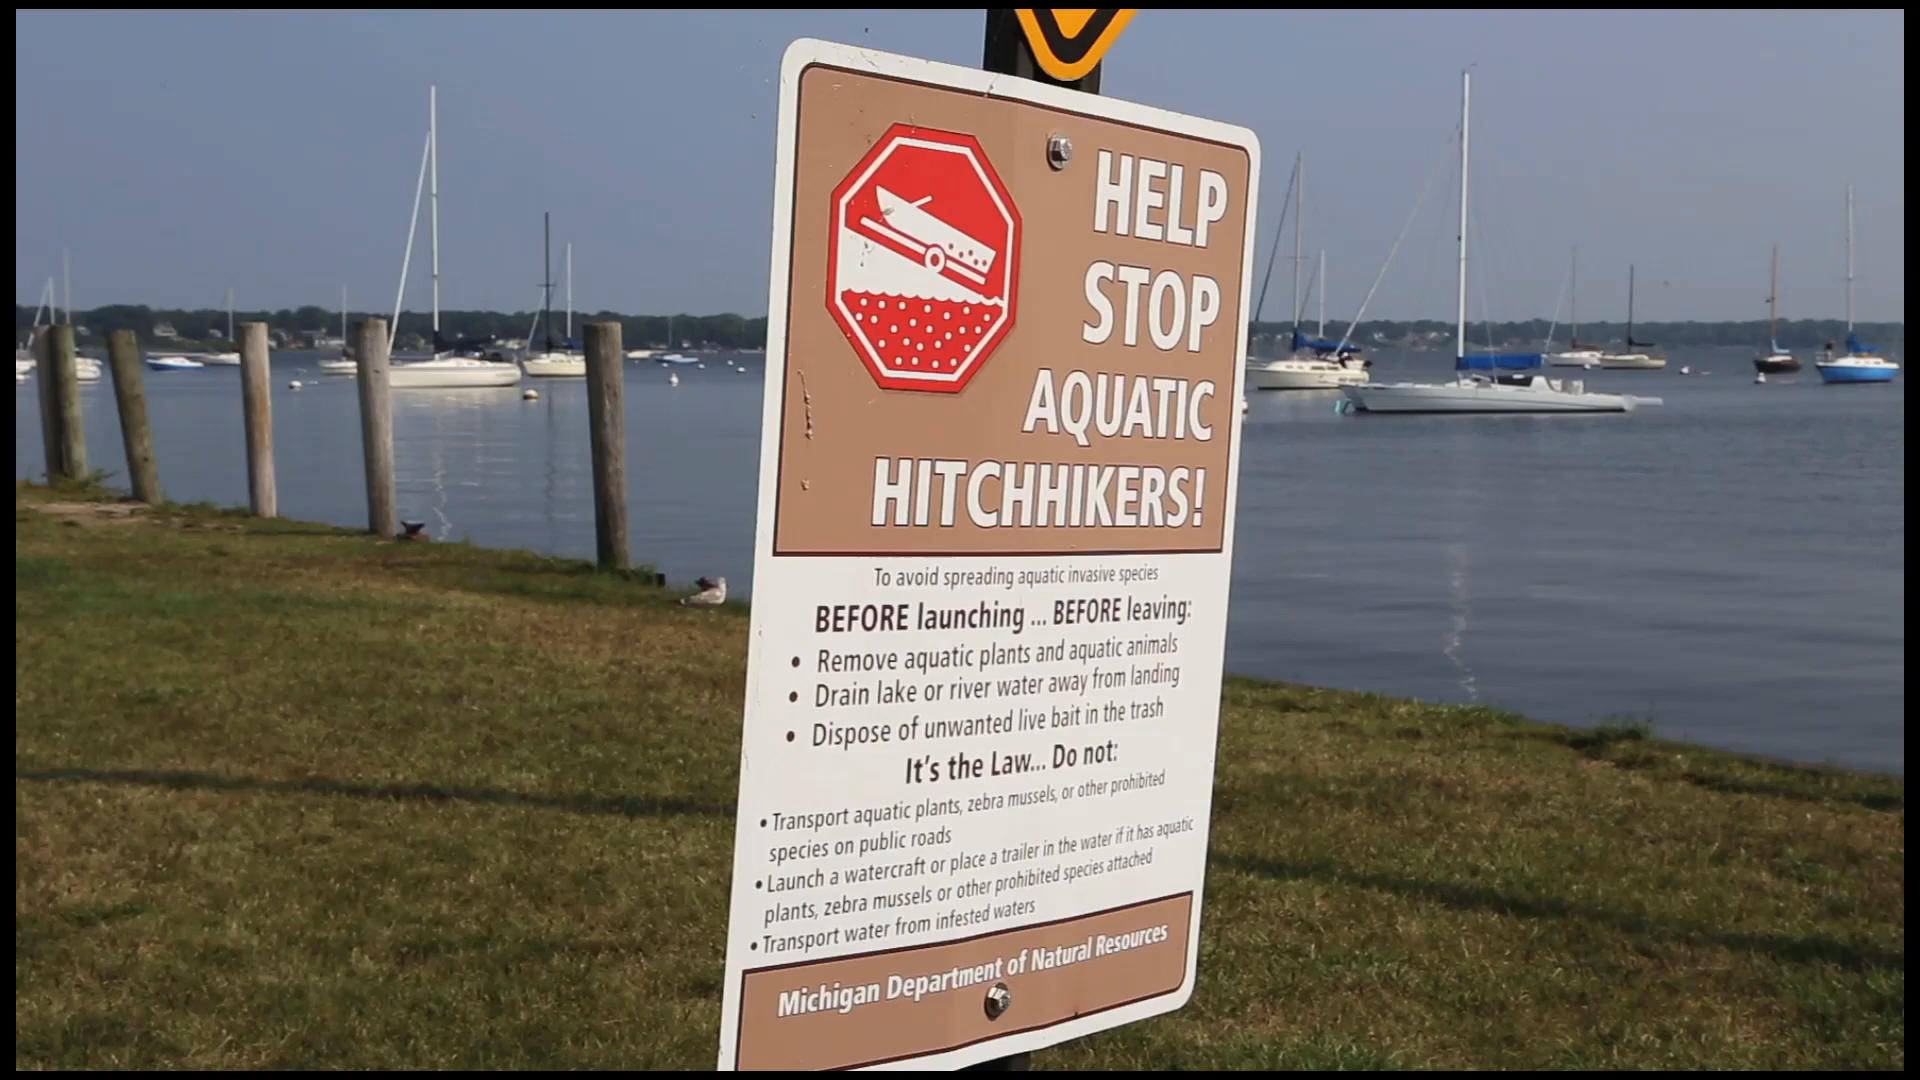 HELP
STOP
AQUATIC
HITCHHIKERS!
To avoid spreading aquatic invasive species
BEFORE launching ... BEFORE leaving:
• Remove aquatic plants and aquatic animals
• Drain lake or river water away from landing
• Dispose of unwanted live bait in the trash
It's the Law... Do not:
• Transport aquatic plants, zebra mussels, or other prohibited
species on public roads
• Launch a watercraft or place a trailer in the water if it has aquatic
plants, zebra mussels or other prohibited species attached
• Transport water from infested waters
Michigan Department of Natural Resources